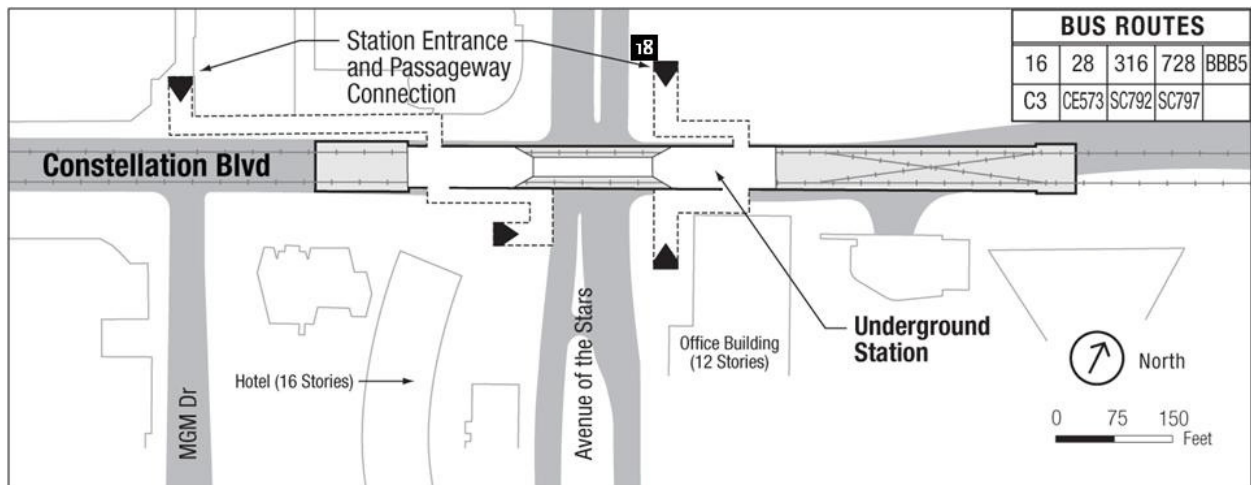 Station Entrance
and Passageway
Connection
18
BUS ROUTES
16 28 316 728 BBB5
C3 CE573 SC792 SC797
Constellation Blvd
MGM Dr
Hotel (16 Stories)
Avenue of the Stars
Office Building
(12 Stories)
Underground
Station
North
0 75 150
Feet